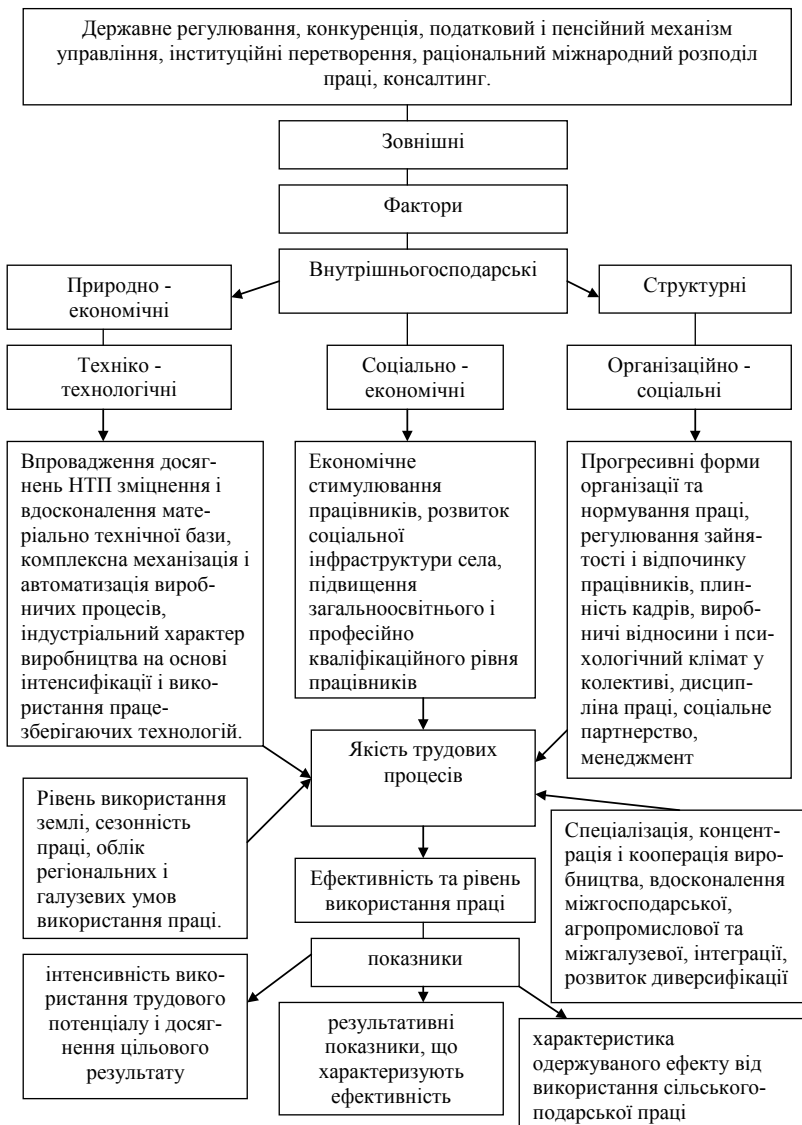 Державне регулювання, конкуренція, податковий і пенсійний механізм
управління, інституційні перетворення, раціональний міжнародний розподіл
праці, консалтинг.
Зовнішні
Фактори
Внутрішньогосподарські
Природно -
економічні
Структурні
Техніко -
технологічні
Соціально -
економічні
Організаційно -
соціальні
Впровадження досяг-
нень НТП зміцнення і
вдосконалення мате-
ріально технічної бази,
комплексна механізація і
автоматизація вироб-
ничих процесів,
індустріальний характер
виробництва на основі
інтенсифікації і вико-
ристання праце-
зберігаючих технологій.
Економічне
стимулювання
працівників, розвиток
соціальної
інфраструктури села,
підвищення
загальноосвітнього і
професійно
кваліфікаційного рівня
працівників
Прогресивні форми
організації та
нормування праці,
регулювання зайня-
тості і відпочинку
працівників, плин-
ність кадрів, вироб-
ничі відносини і пси-
хологічний клімат у
колективі, дисцип-
ліна праці, соціальне
партнерство,
менеджмент
Якість трудових
процесів
Рівень використання
землі, сезонність
праці, облік
регіональних і
галузевих умов
використання праці.
Спеціалізація, концент-
рація і кооперація виро-
бництва, вдосконалення
міжгосподарської,
агропромислової та
міжгалузевої, інтеграції,
розвиток диверсифікації
Ефективність та рівень
використання праці
показники
інтенсивність вико-
ристання трудового
потенціалу і досяг-
нення цільового
результату
результативні
показники, що
характеризують
ефективність
характеристика
одержуваного ефекту від
використання сільського-
подарської праці